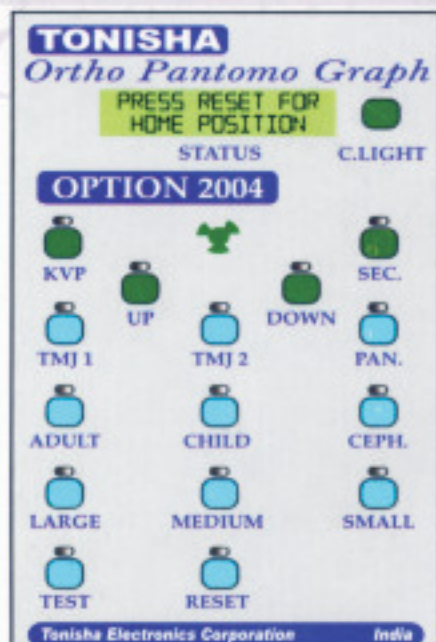 TONISHA
Ortho Pantomo Graph
PRESS RESET FOR
HOME POSITION
STATUS C.LIGHT
OPTION 2004
KVP SEC.
UP DOWN
TMJ 1 TMJ 2 PAN.
ADULT CHILD CEPH.
LARGE MEDIUM SMALL
TEST RESET
Tonisha Electronics Corporation India